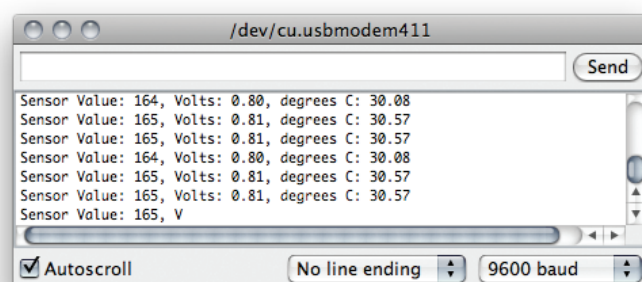 /dev/cu.usbmodem411
Send
Sensor Value: 164, Volts: 0.80, degrees C: 30.08
Sensor Value: 165, Volts: 0.81, degrees C: 30.57
Sensor Value: 165, Volts: 0.81, degrees C: 30.57
Sensor Value: 164, Volts: 0.80, degrees C: 30.08
Sensor Value: 165, Volts: 0.81, degrees C: 30.57
Sensor Value: 165, Volts: 0.81, degrees C: 30.57
Sensor Value: 165, V
Autoscroll No line ending 9600 baud